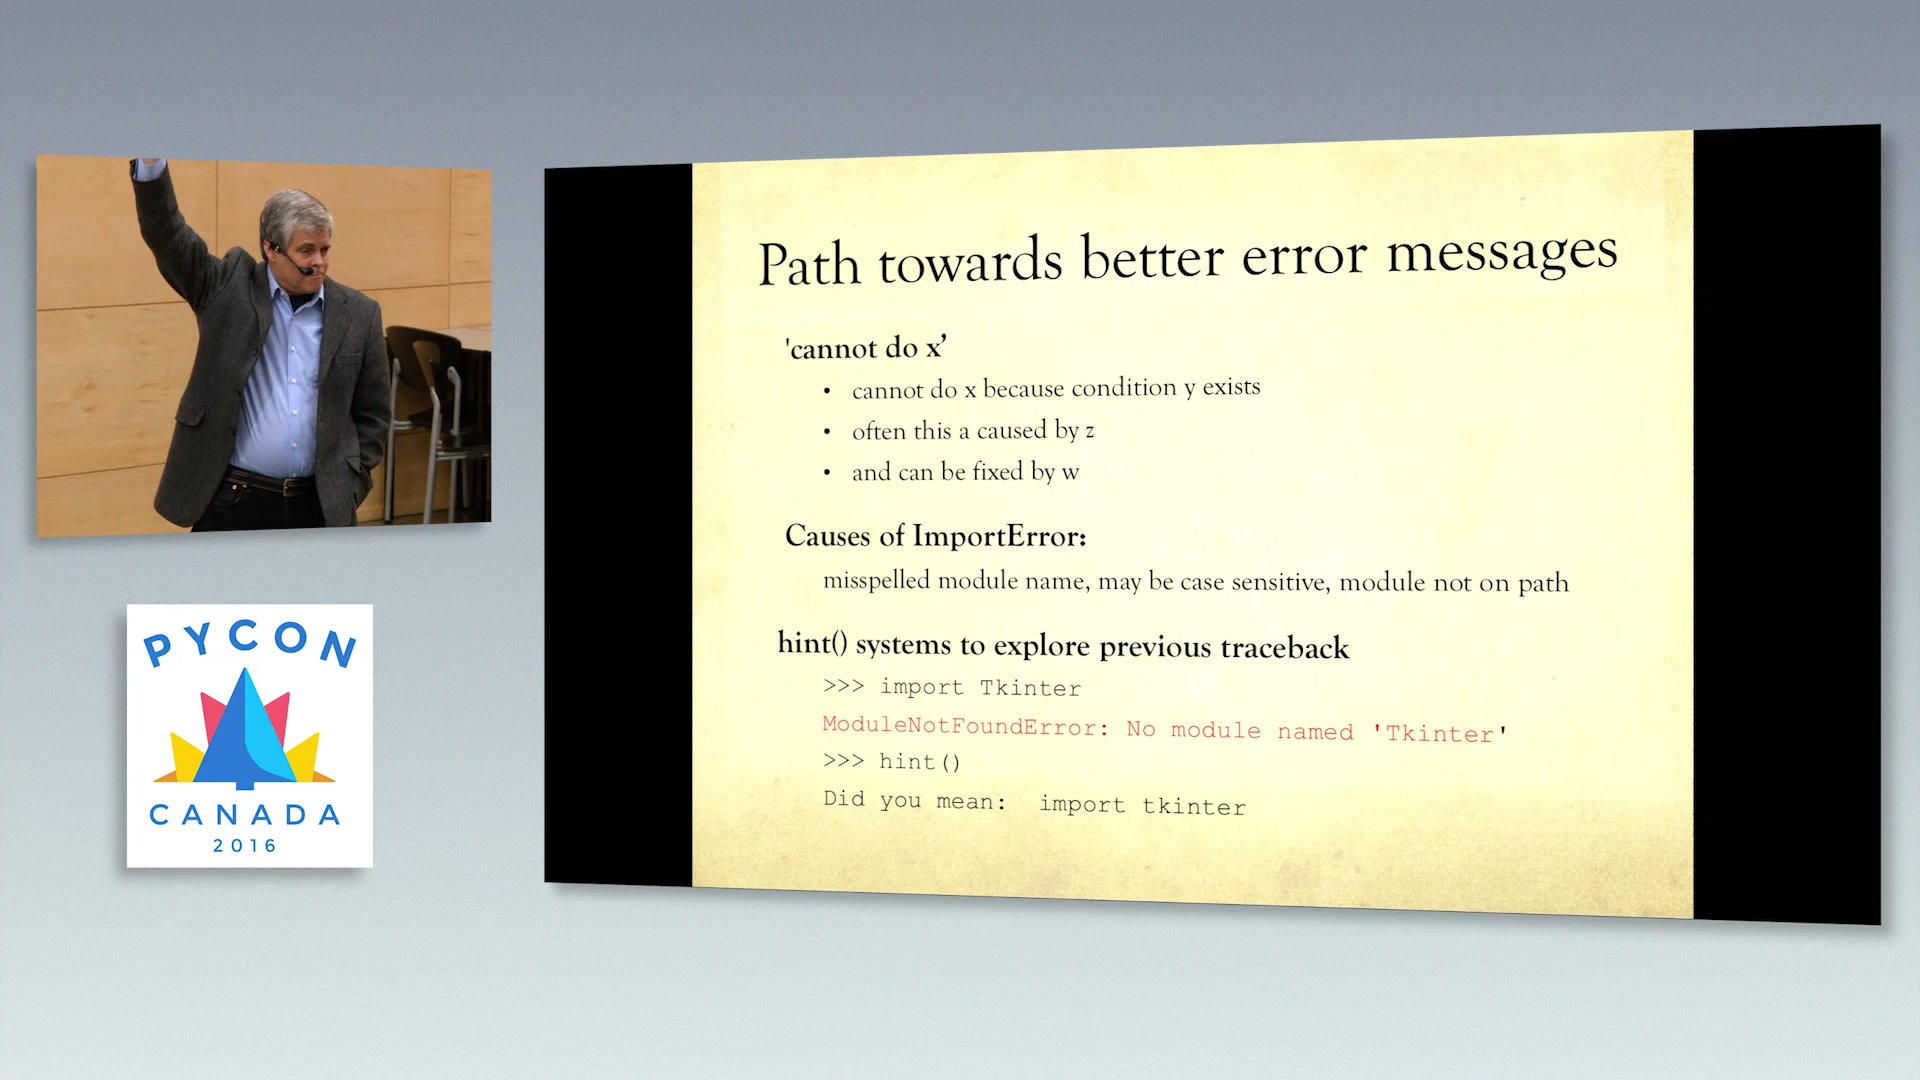 Path towards better error messages
'cannot do x’
• cannot do x because condition y exists
• often this a caused by z
• and can be fixed by w
Causes of ImportError:
misspelled module name, may be case sensitive, module not on path
hint() systems to explore previous traceback
>>> import Tkinter
ModuleNotFoundError: No module named 'Tkinter'
>>> hint()
Did you mean:  import tkinter
PYCON
CANADA
2016